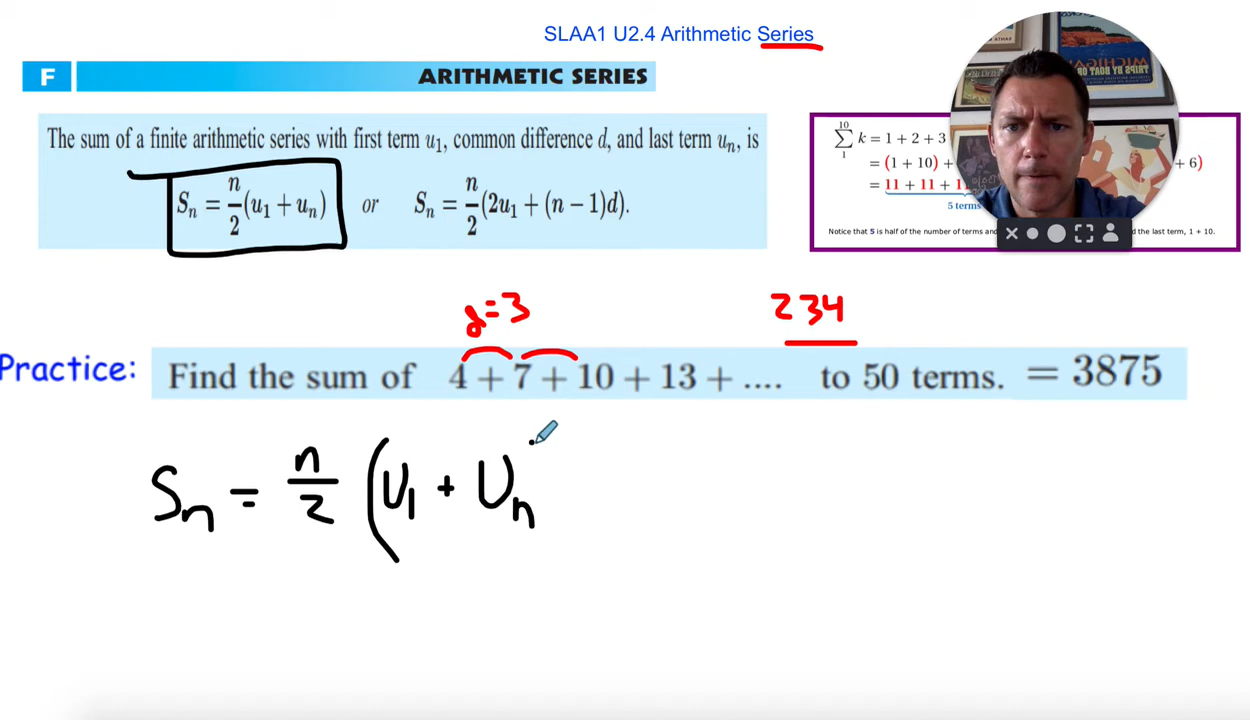 SLAA1 U2.4 Arithmetic Series
F ARITHMETIC SERIES
The sum of a finite arithmetic series with first term u₁, common difference d, and last term uₙ, is
Sₙ = n/2 (u₁ + uₙ) or Sₙ = n/2 (2u₁ + (n − 1)d).
10
∑ k = 1 + 2 + 3
1
= (1 + 10) + + 6)
= 11 + 11 + 1
5 terms
Notice that 5 is half of the number of terms and d the last term, 1 + 10.
d=3
234
Practice: Find the sum of 4 + 7 + 10 + 13 + .... to 50 terms. = 3875
Sn = n/2 (U1 + Un